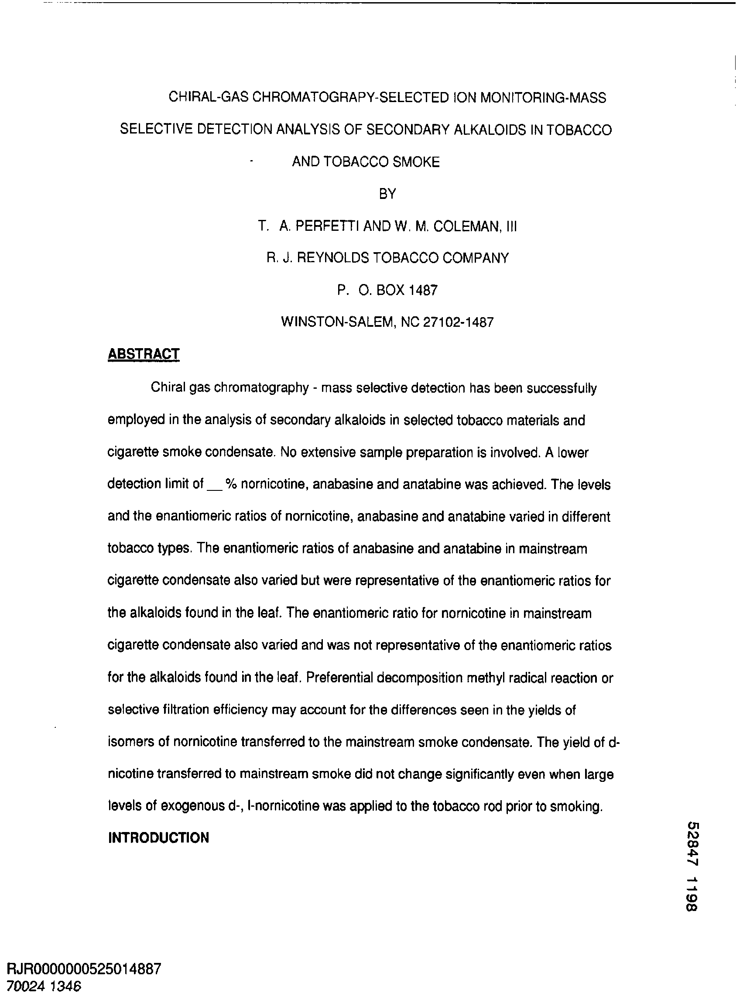 CHIRAL-GAS CHROMATOGRAPY-SELECTED ION MONITORING-MASS
SELECTIVE DETECTION ANALYSIS OF SECONDARY ALKALOIDS IN TOBACCO
AND TOBACCO SMOKE
BY
T. A. PERFETTI AND W. M. COLEMAN, III
R. J. REYNOLDS TOBACCO COMPANY
P. O. BOX 1487
WINSTON-SALEM, NC 27102-1487
ABSTRACT
Chiral gas chromatography - mass selective detection has been successfully
employed in the analysis of secondary alkaloids in selected tobacco materials and
cigarette smoke condensate. No extensive sample preparation is involved. A lower
detection limit of __ % nornicotine, anabasine and anatabine was achieved. The levels
and the enantiomeric ratios of nornicotine, anabasine and anatabine varied in different
tobacco types. The enantiomeric ratios of anabasine and anatabine in mainstream
cigarette condensate also varied but were representative of the enantiomeric ratios for
the alkaloids found in the leaf. The enantiomeric ratio for nornicotine in mainstream
cigarette condensate also varied and was not representative of the enantiomeric ratios
for the alkaloids found in the leaf. Preferential decomposition methyl radical reaction or
selective filtration efficiency may account for the differences seen in the yields of
isomers of nornicotine transferred to the mainstream smoke condensate. The yield of d-
nicotine transferred to mainstream smoke did not change significantly even when large
levels of exogenous d-, l-nornicotine was applied to the tobacco rod prior to smoking.
INTRODUCTION
52847 1198
RJR0000000525014887
70024 1346